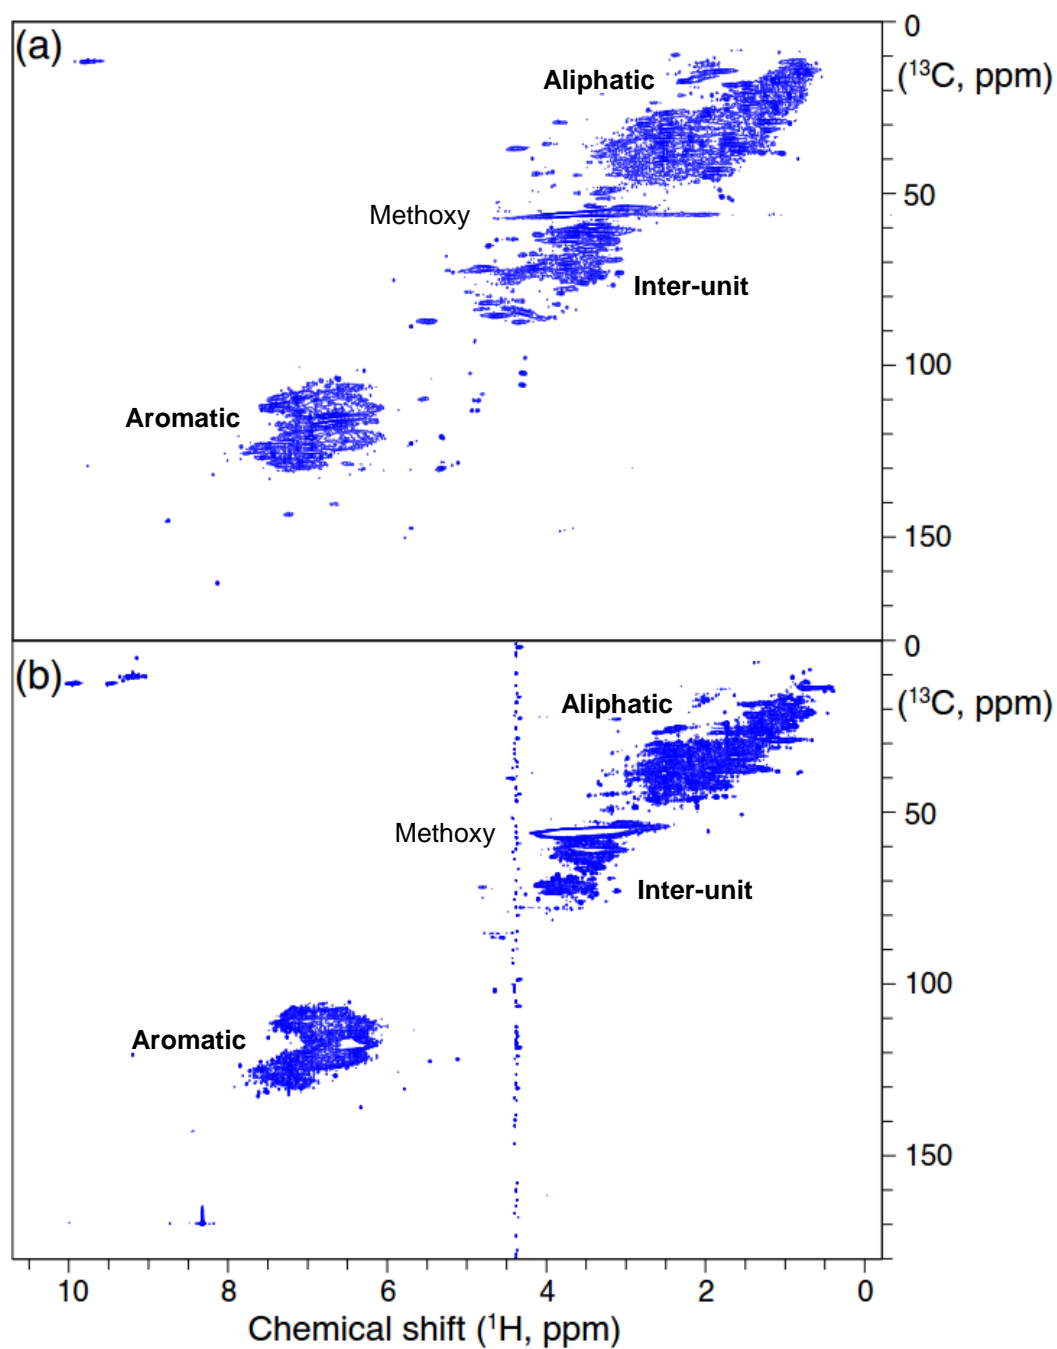 (a)
0
(¹³C, ppm)
Aliphatic
50
Methoxy
Inter-unit
100
Aromatic
150
(b)
0
(¹³C, ppm)
Aliphatic
50
Methoxy
Inter-unit
100
Aromatic
150
10 8 6 4 2 0
Chemical shift (¹H, ppm)